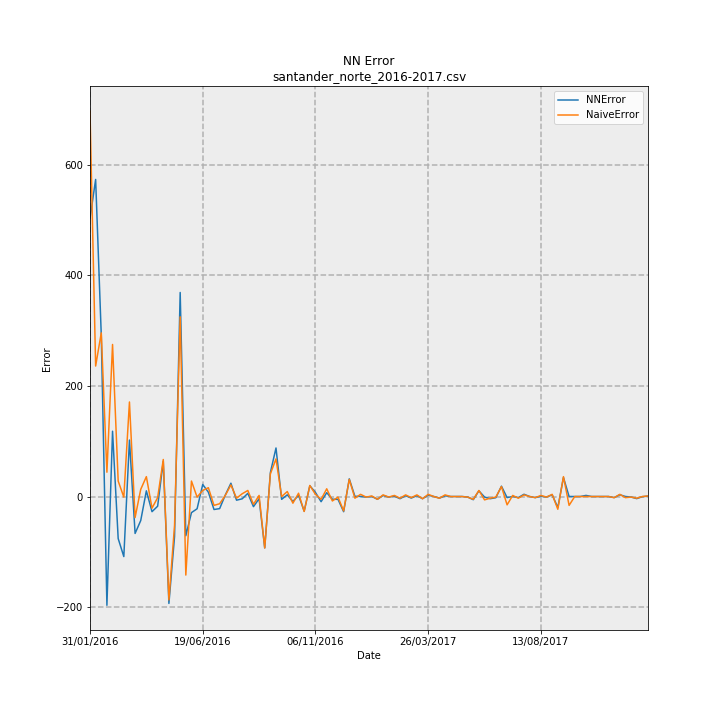 NN Error
santander_norte_2016-2017.csv
NNError
NaiveError
600
400
200
0
−200
Error
31/01/2016
19/06/2016
06/11/2016
26/03/2017
13/08/2017
Date